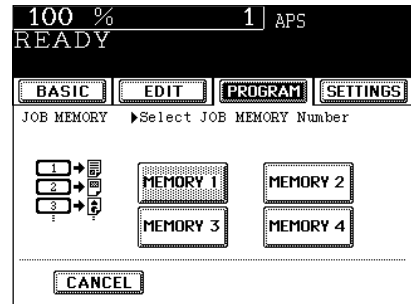 100 % 1 APS
READY
BASIC EDIT PROGRAM SETTINGS
JOB MEMORY ▶Select JOB MEMORY Number
1
2
3
MEMORY 1 MEMORY 2
MEMORY 3 MEMORY 4
CANCEL